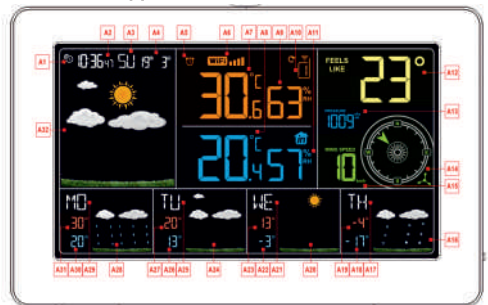 A1 A2 A3 A4 A5 A6 A7 A8 A9 A10 A11
10:36 47 SU 19° 3°
WiFi
30.6 °C 63 % RH
FEELS LIKE
23°
A12
A13
1009
WIND SPEED
10
20.4 °C 57 %
IN
A32
A14
A15
MO
30°
20°
TU
20°
13°
WE
13°
-3°
TH
-4°
-17°
A16
A31 A30 A29 A28 A27 A26 A25 A24 A23 A22 A21 A20 A19 A18 A17